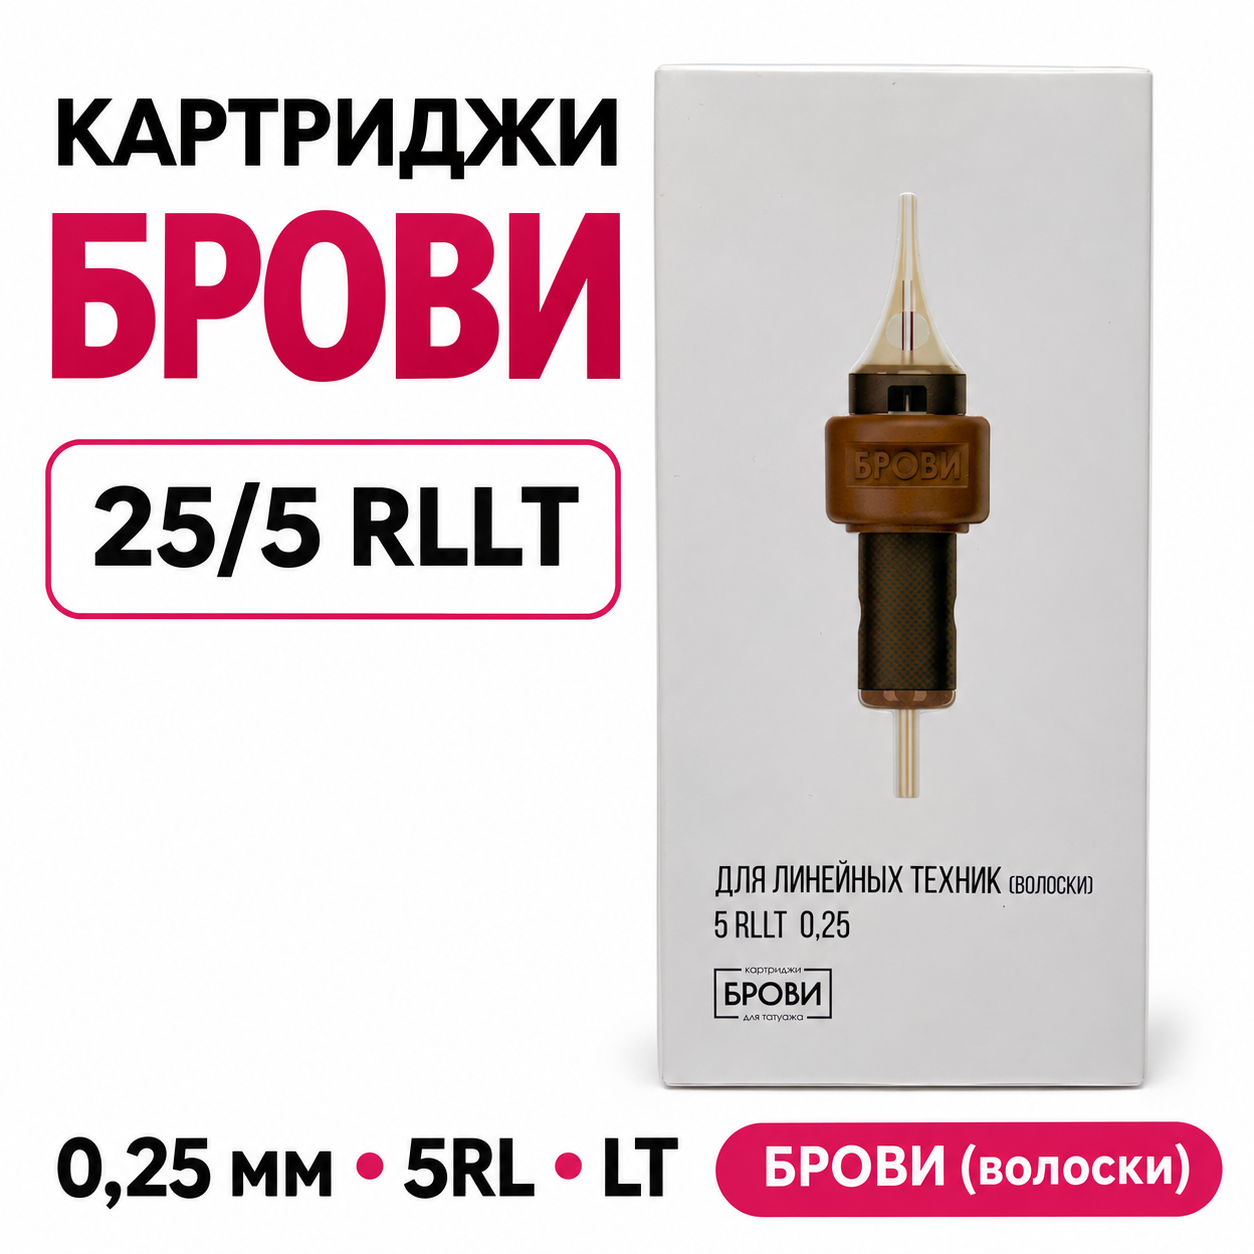 КАРТРИДЖИ
БРОВИ
25/5 RLLT
БРОВИ
ДЛЯ ЛИНЕЙНЫХ ТЕХНИК (ВОЛОСКИ)
5 RLLT 0,25
картриджи
БРОВИ
для татуажа
0,25 мм • 5RL • LT
БРОВИ (волоски)